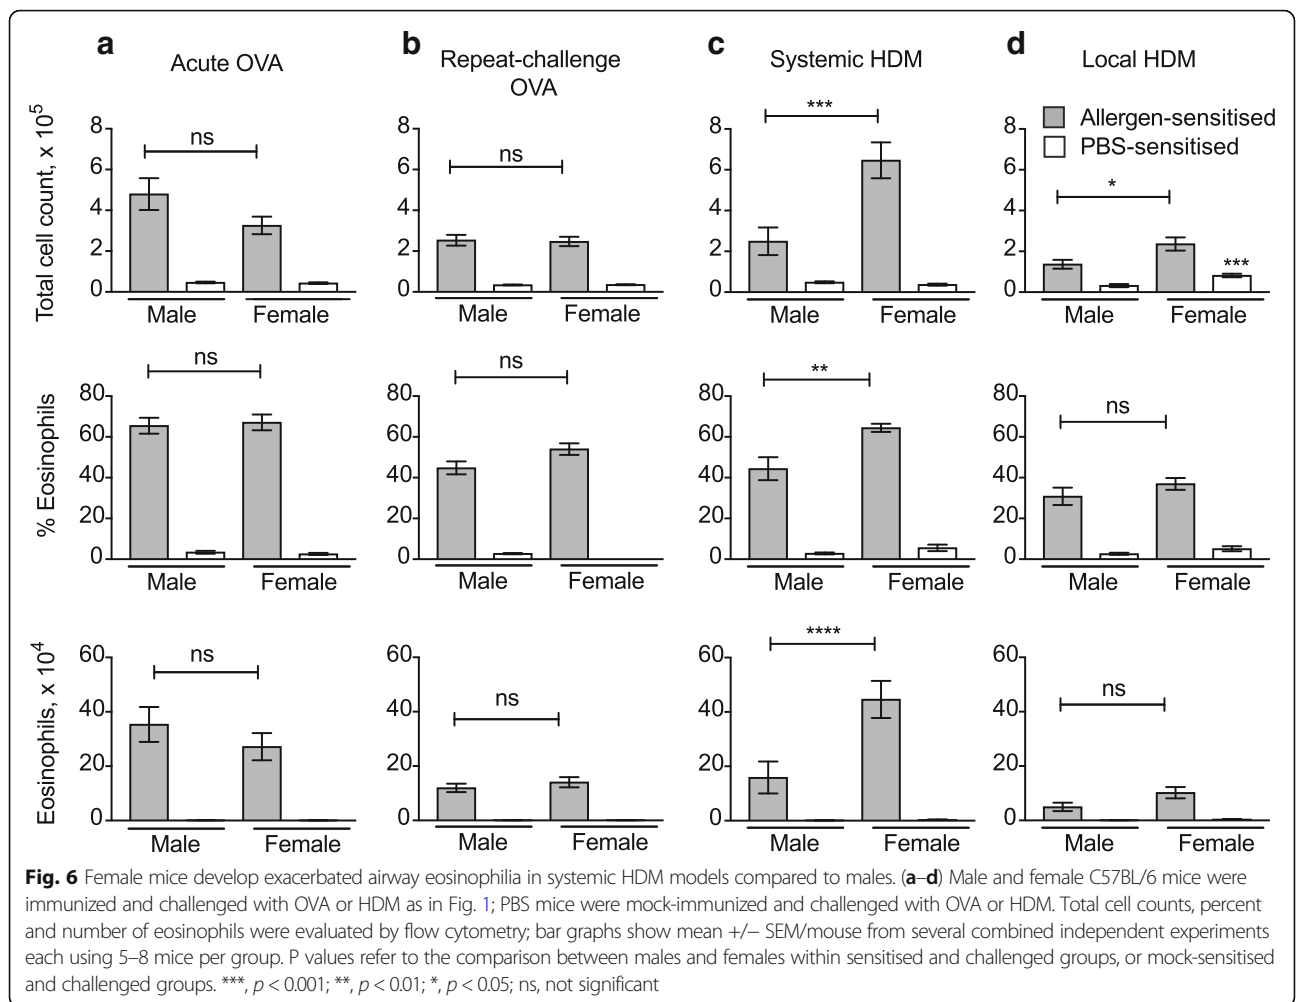 a
b
c
d
Acute OVA
Repeat-challenge
OVA
Systemic HDM
Local HDM
Allergen-sensitised
PBS-sensitised
Total cell count, x 10⁵
8
6
4
2
0
ns
Male
Female
8
6
4
2
0
ns
Male
Female
8
6
4
2
0
***
Male
Female
8
6
4
2
0
*
***
Male
Female
% Eosinophils
80
60
40
20
0
ns
Male
Female
80
60
40
20
0
ns
Male
Female
80
60
40
20
0
**
Male
Female
80
60
40
20
0
ns
Male
Female
Eosinophils, x 10⁴
60
40
20
0
ns
Male
Female
60
40
20
0
ns
Male
Female
60
40
20
0
****
Male
Female
60
40
20
0
ns
Male
Female
Fig. 6 Female mice develop exacerbated airway eosinophilia in systemic HDM models compared to males. (a–d) Male and female C57BL/6 mice were
immunized and challenged with OVA or HDM as in Fig. 1; PBS mice were mock-immunized and challenged with OVA or HDM. Total cell counts, percent
and number of eosinophils were evaluated by flow cytometry; bar graphs show mean +/− SEM/mouse from several combined independent experiments
each using 5–8 mice per group. P values refer to the comparison between males and females within sensitised and challenged groups, or mock-sensitised
and challenged groups. ***, p < 0.001; **, p < 0.01; *, p < 0.05; ns, not significant